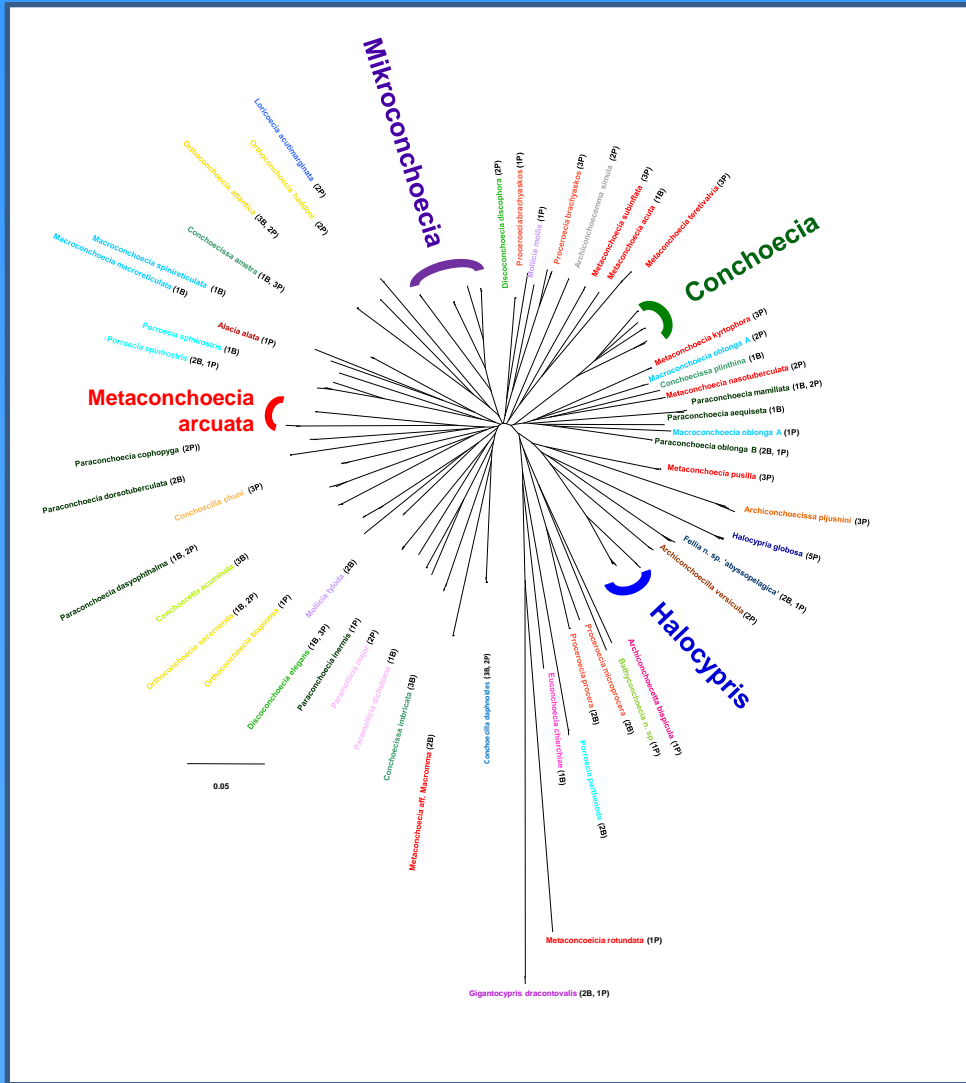 Mikroconchoecia
Loricoecia acutimarginata (2P)
Orthoconchoecia haddoni (2P)
Orthoconchoecia atlantica (3B, 2P)
Conchoecissa ametra (1B, 3P)
Macroconchoecia spinireticulata (1B)
Macroconchoecia macroreticulata (1B)
Alacia alata (1P)
Porroecia spinirostris (1B)
Porroecia spinirostris (2B, 1P)
Metaconchoecia
arcuata
Paraconchoecia cophopyga (2P))
Paraconchoecia dorsotuberculata (2B)
Conchoecilla chuni (3P)
Paraconchoecia dasyophthalma (1B, 2P)
Conchoecetta acuminata (3B)
Orthoconchoecia secernenda (1B, 2P)
Orthoconchoecia bispinoes (1P)
Mollicia tyloda (2B)
Discoconchoecia elegans (1B, 3P)
Paraconchoecia inermis (1P)
Paramollicia major (2P)
Paramollicia dichotoma (1B)
Conchoecissa imbricata (3B)
Metaconchoecia aff. Macromma (2B)
Conchoecilla daphnoides (3B, 2P)
0.05
Discoconchoecia discophora (2P)
Proceroeciabrachyaskos (1P)
Mollicia mollis (1P)
Proceroecia brachyaskos (3P)
Archiconchoecemma simula (2P)
Metaconchoecia subinflata (3P)
Metaconchoecia acuta (1B)
Metaconchoecia teretivalvia (3P)
Conchoecia
Metaconchoecia kyrtophora (3P)
Macroconchoecia oblonga A (2P)
Conchoecissa plinthina (1B)
Metaconchoecia nasotuberculata (2P)
Paraconchoecia mamillata (1B, 2P)
Paraconchoecia aequiseta (1B)
Macroconchoecia oblonga A (1P)
Paraconchoecia oblonga B (2B, 1P)
Metaconchoecia pusilla (3P)
Archiconchoecissa pljusnini (3P)
Halocypria globosa (5P)
Fellia n. sp. 'abyssopelagica' (2B, 1P)
Archiconchoecilla versicula (2P)
Halocypris
Archiconchoecetta bispicula (1P)
Bathyconchoecia n. sp (1P)
Proceroecia microprocera (2B)
Proceroecia procera (2B)
Porroecia parthenoda (2B)
Euconchoecia chierchiae (1B)
Metaconcoeicia rotundata (1P)
Gigantocypris dracontovalis (2B, 1P)